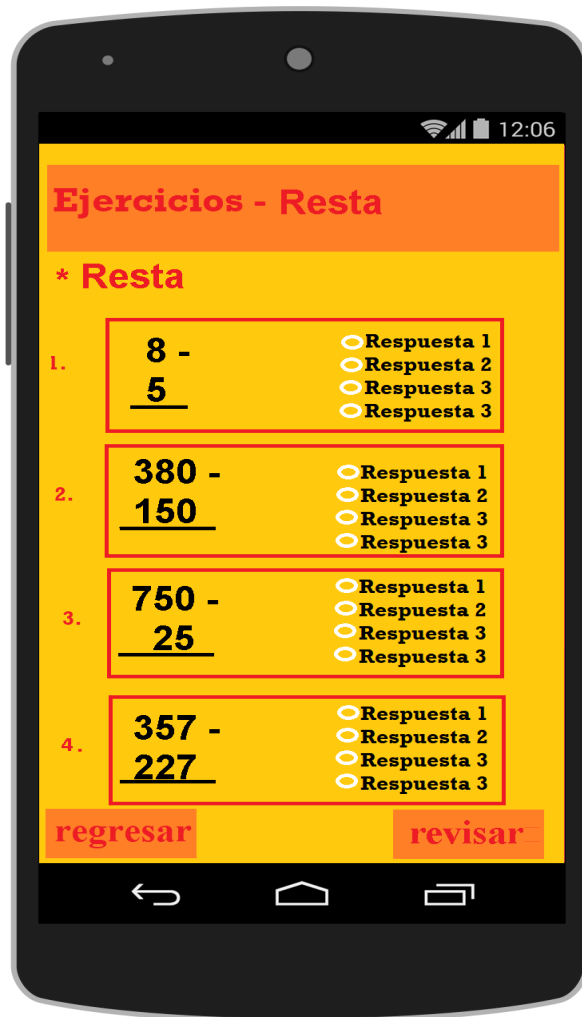 12:06
Ejercicios - Resta
* Resta
1.
8 -
5
Respuesta 1
Respuesta 2
Respuesta 3
Respuesta 3
2.
380 -
150
Respuesta 1
Respuesta 2
Respuesta 3
Respuesta 3
3.
750 -
25
Respuesta 1
Respuesta 2
Respuesta 3
Respuesta 3
4.
357 -
227
Respuesta 1
Respuesta 2
Respuesta 3
Respuesta 3
regresar
revisar